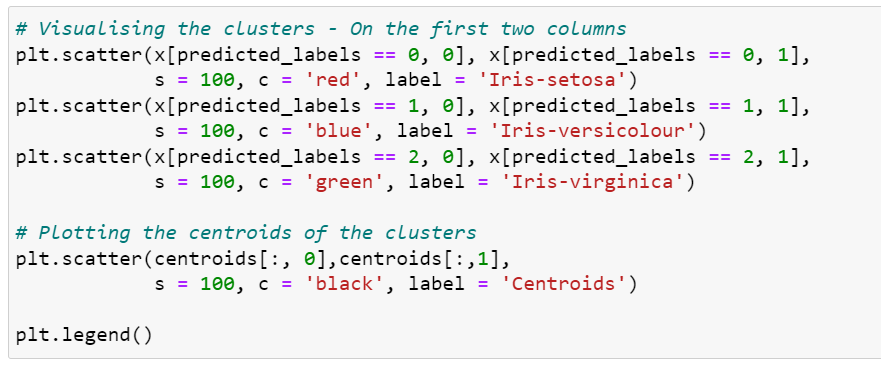 # Visualising the clusters - On the first two columns
plt.scatter(x[predicted_labels == 0, 0], x[predicted_labels == 0, 1],
            s = 100, c = 'red', label = 'Iris-setosa')
plt.scatter(x[predicted_labels == 1, 0], x[predicted_labels == 1, 1],
            s = 100, c = 'blue', label = 'Iris-versicolour')
plt.scatter(x[predicted_labels == 2, 0], x[predicted_labels == 2, 1],
            s = 100, c = 'green', label = 'Iris-virginica')

# Plotting the centroids of the clusters
plt.scatter(centroids[:, 0],centroids[:,1],
            s = 100, c = 'black', label = 'Centroids')

plt.legend()